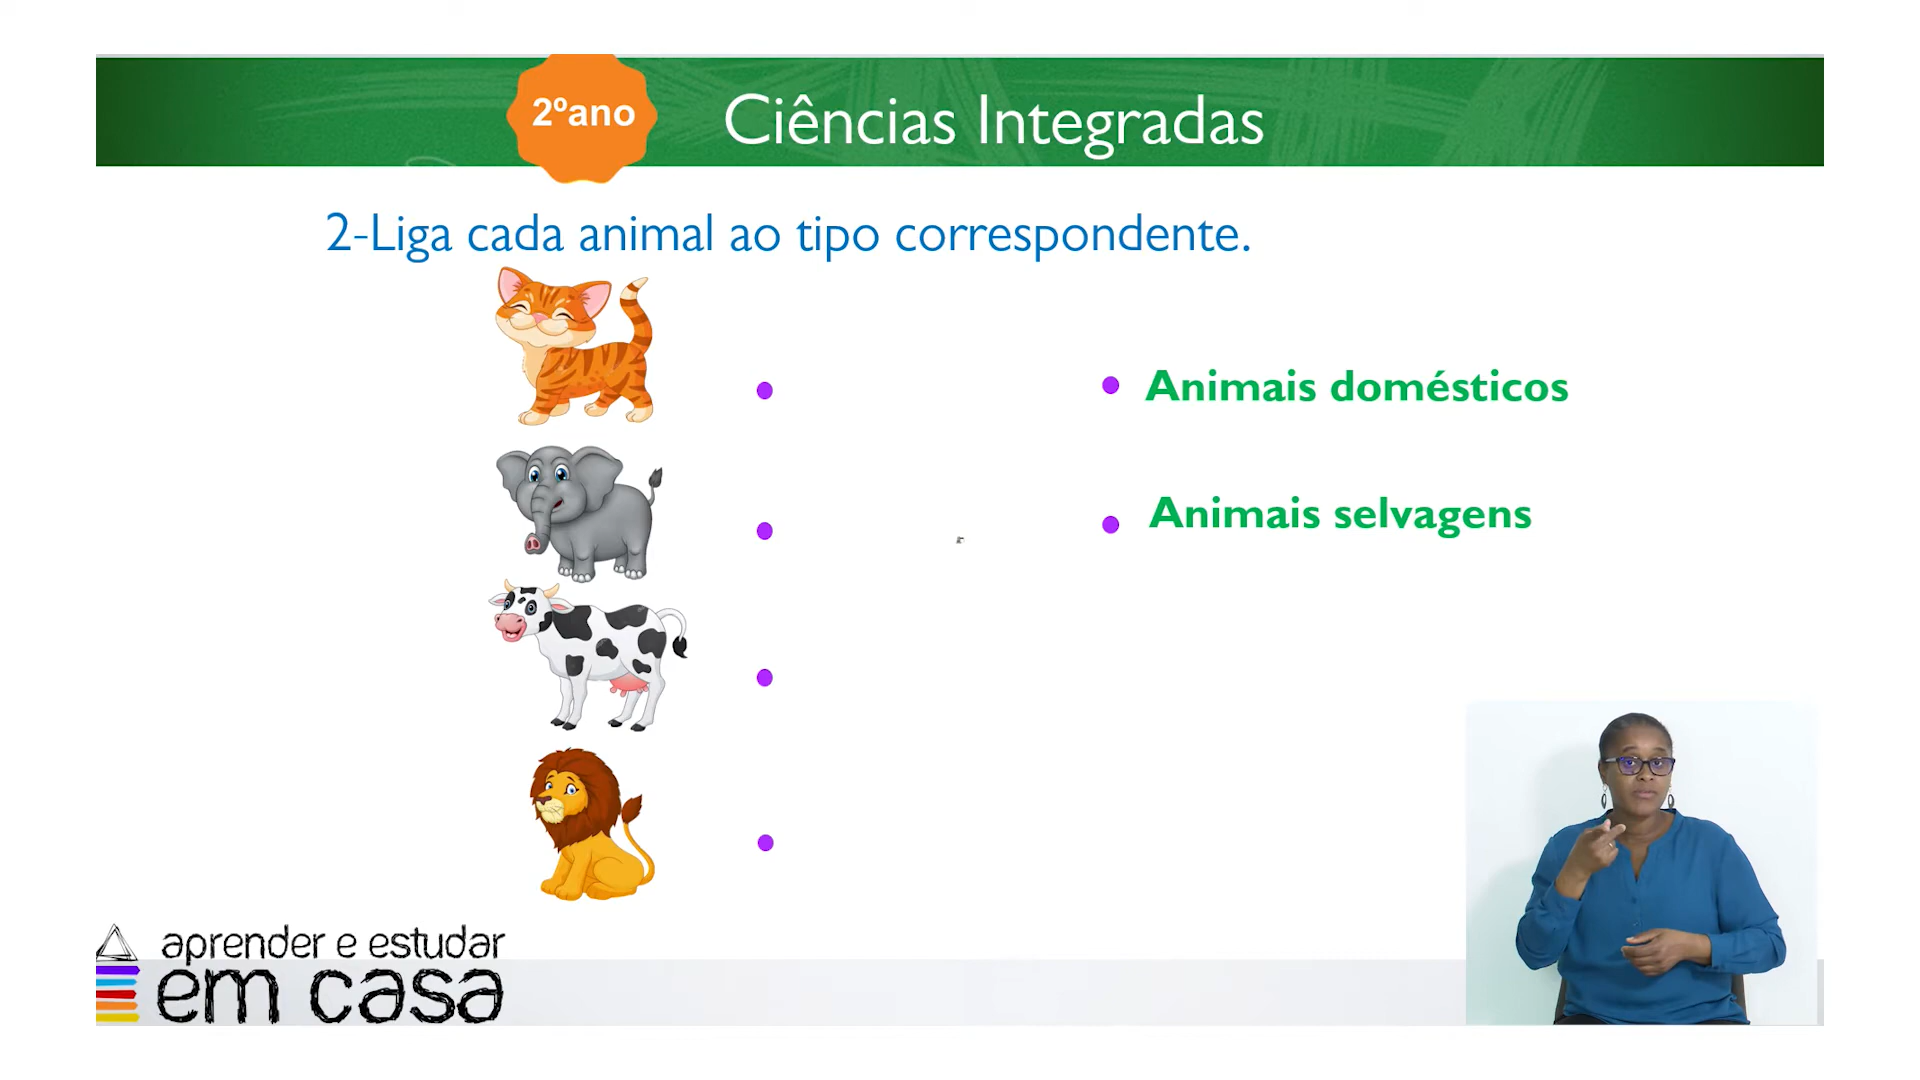 2ºano
Ciências Integradas
2-Liga cada animal ao tipo correspondente.
Animais domésticos
Animais selvagens
aprender e estudar
em casa